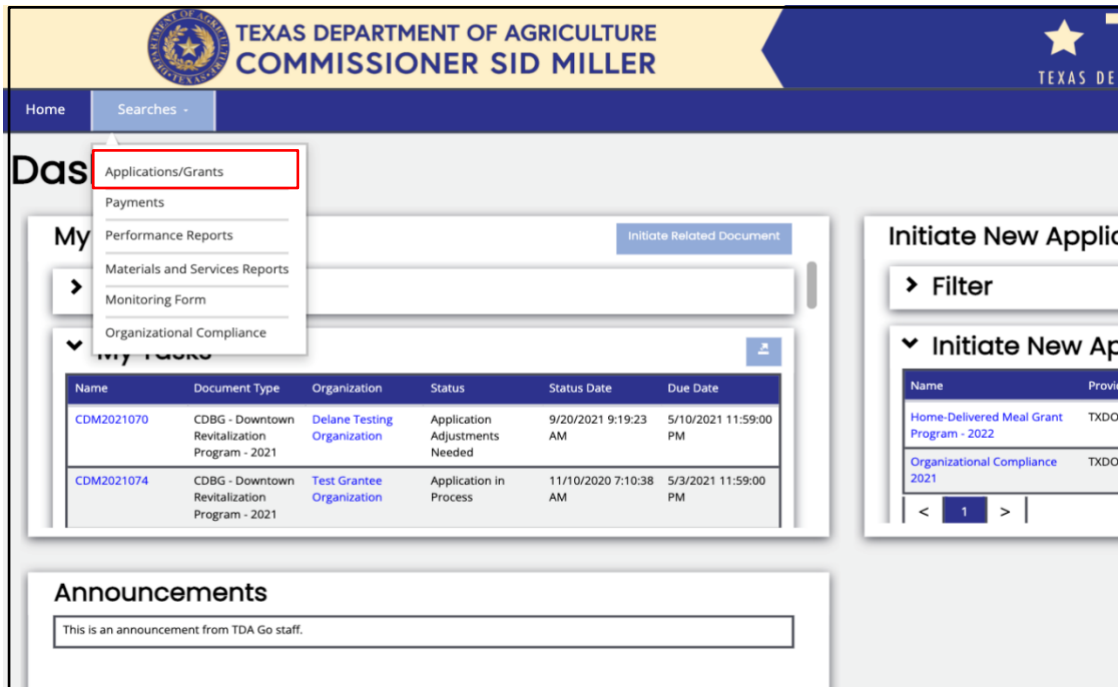 TEXAS DEPARTMENT OF AGRICULTURE
COMMISSIONER SID MILLER
TEXAS DE
Home
Searches -
Das
Applications/Grants
Payments
Performance Reports
Materials and Services Reports
Monitoring Form
Organizational Compliance
My
Initiate Related Document
My Tasks
Name Document Type Organization Status Status Date Due Date
CDM2021070 CDBG - Downtown Delane Testing Application 9/20/2021 9:19:23 5/10/2021 11:59:00
Revitalization Organization Adjustments AM PM
Program - 2021 Needed
CDM2021074 CDBG - Downtown Test Grantee Application in 11/10/2020 7:10:38 5/3/2021 11:59:00
Revitalization Organization Process AM PM
Program - 2021
Initiate New Applic
Filter
Initiate New Ap
Name Provi
Home-Delivered Meal Grant TXDO
Program - 2022
Organizational Compliance TXDO
2021
< 1 >
Announcements
This is an announcement from TDA Go staff.